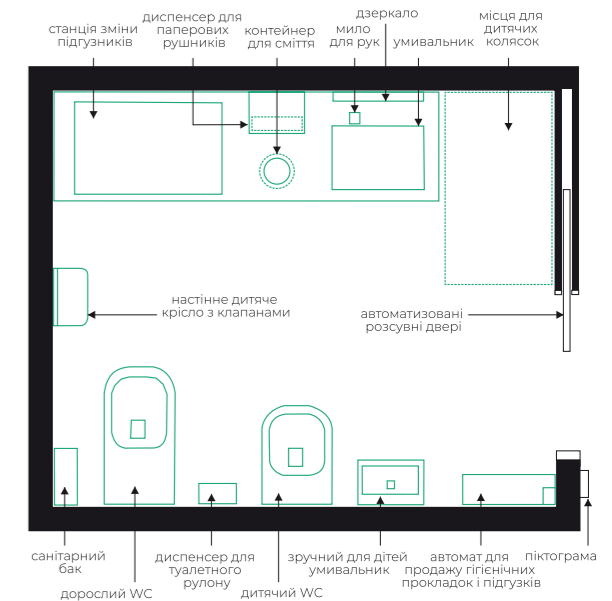 станція зміни
підгузників
диспенсер для
паперових
рушників
контейнер
для сміття
мило
для рук
дзеркало
умивальник
місця для
дитячих
колясок
настінне дитяче
крісло з клапанами
автоматизовані
розсувні двері
санітарний
бак
дорослий WC
диспенсер для
туалетного
рулону
дитячий WC
зручний для дітей
умивальник
автомат для
продажу гігієнічних
прокладок і підгузків
піктограма